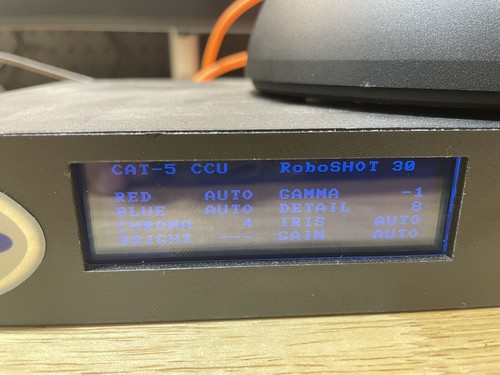 CAT-5 CCU RoboSHOT 30
RED AUTO GAMMA -1
BLUE AUTO DETAIL 8
CHROMA 4 IRIS AUTO
BRIGHT --- GAIN AUTO